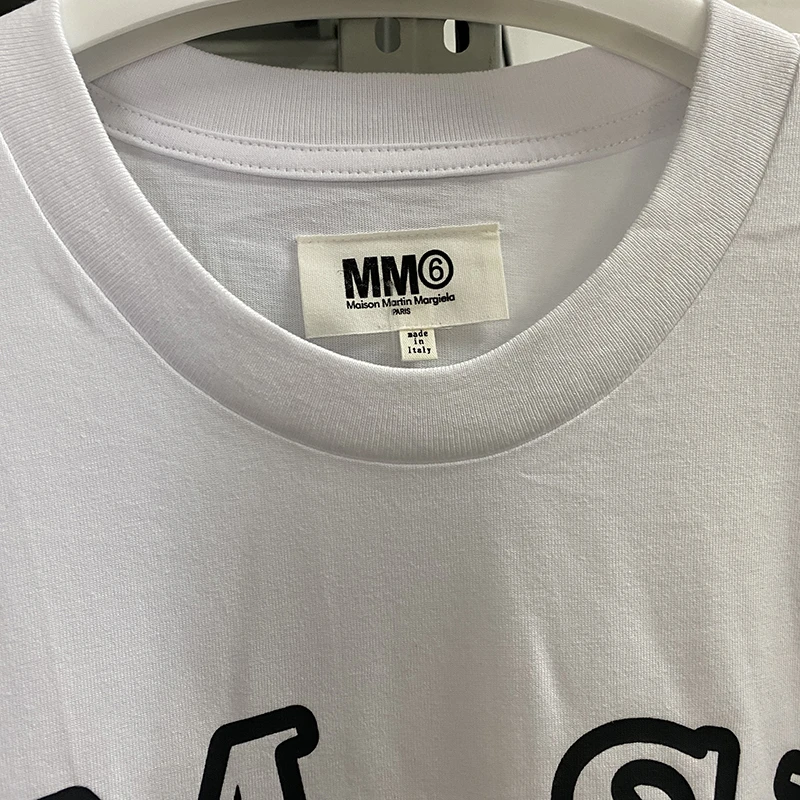 MM⑥
Maison Martin Margiela
PARIS
made
in
Italy